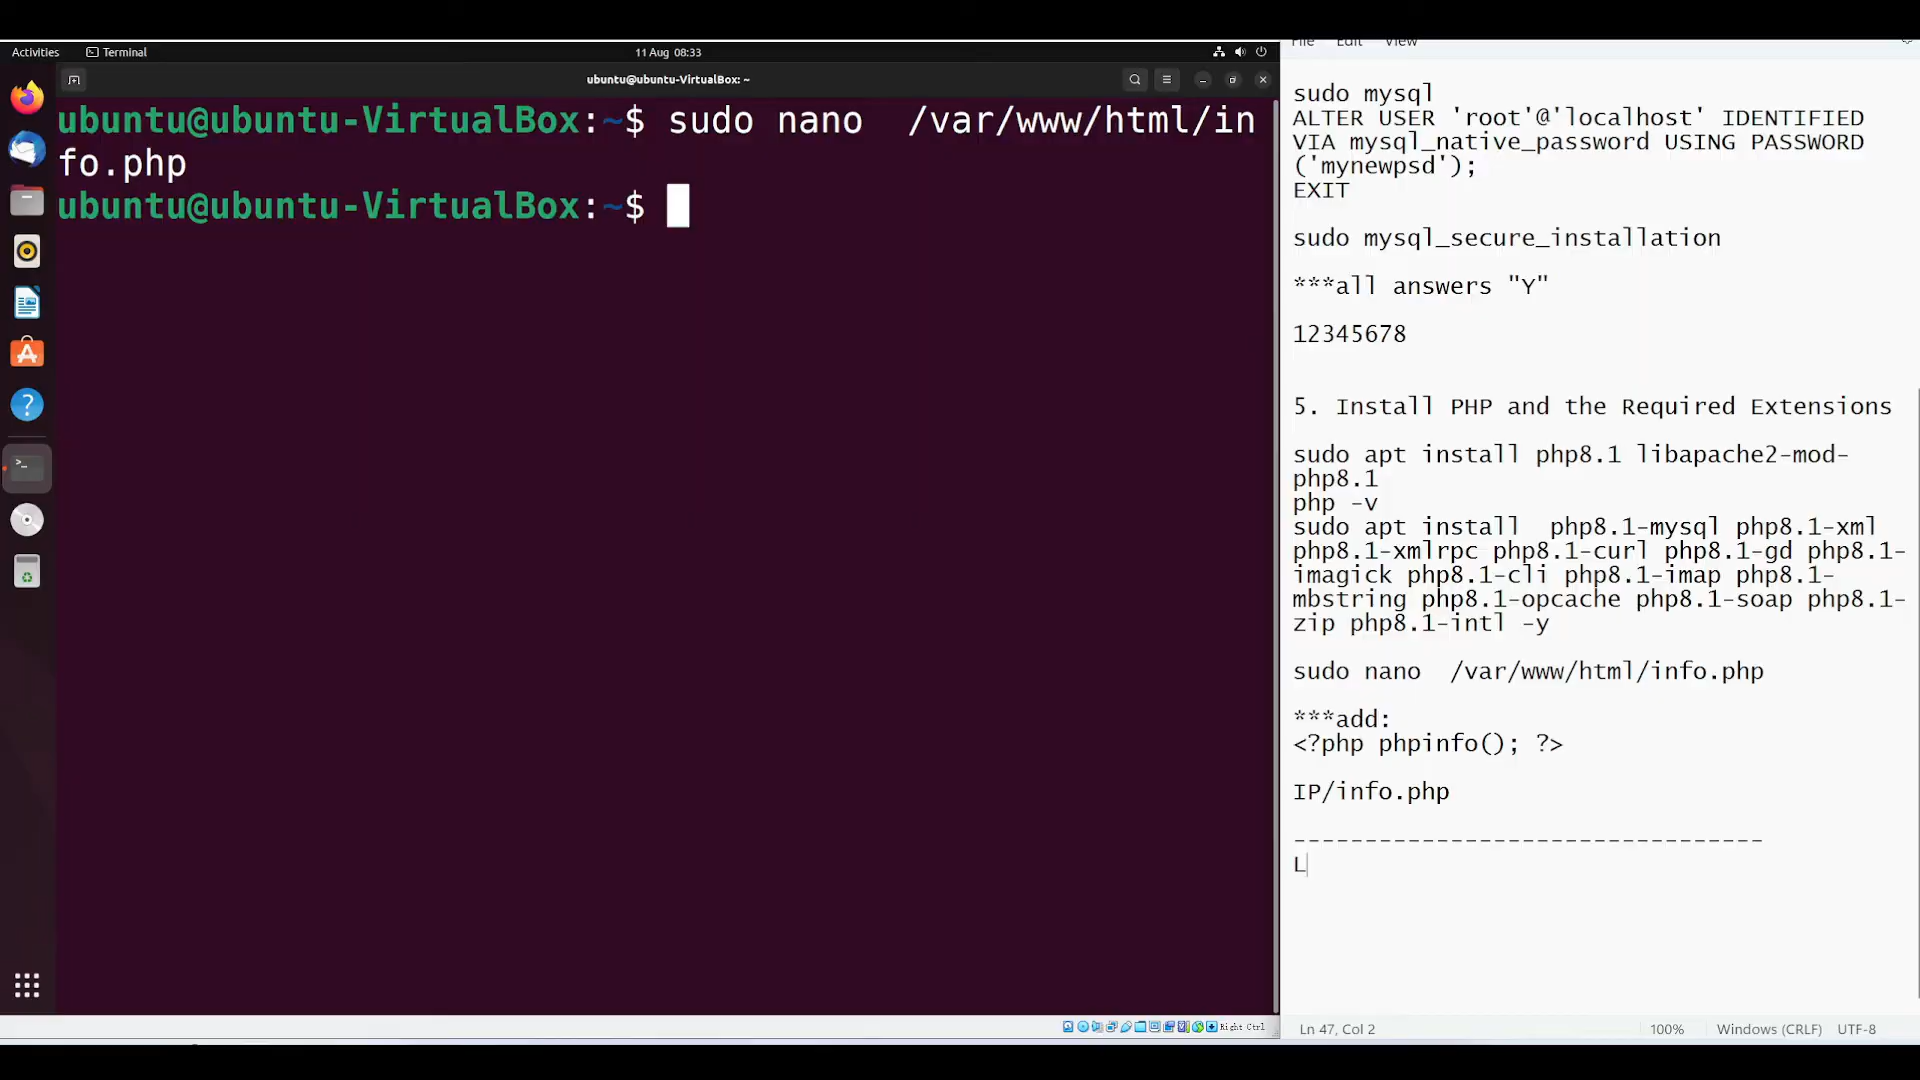 Activities
Terminal
11 Aug 08:33
ubuntu@ubuntu-VirtualBox: ~
ubuntu@ubuntu-VirtualBox:~$ sudo nano  /var/www/html/in
fo.php
ubuntu@ubuntu-VirtualBox:~$
Right Ctrl
File Edit View
sudo mysql
ALTER USER 'root'@'localhost' IDENTIFIED
VIA mysql_native_password USING PASSWORD
('mynewpsd');
EXIT
sudo mysql_secure_installation
***all answers "Y"
12345678
5. Install PHP and the Required Extensions
sudo apt install php8.1 libapache2-mod-
php8.1
php -v
sudo apt install  php8.1-mysql php8.1-xml
php8.1-xmlrpc php8.1-curl php8.1-gd php8.1-
imagick php8.1-cli php8.1-imap php8.1-
mbstring php8.1-opcache php8.1-soap php8.1-
zip php8.1-intl -y
sudo nano  /var/www/html/info.php
***add:
<?php phpinfo(); ?>
IP/info.php
---------------------------------
L
Ln 47, Col 2
100%
Windows (CRLF)
UTF-8